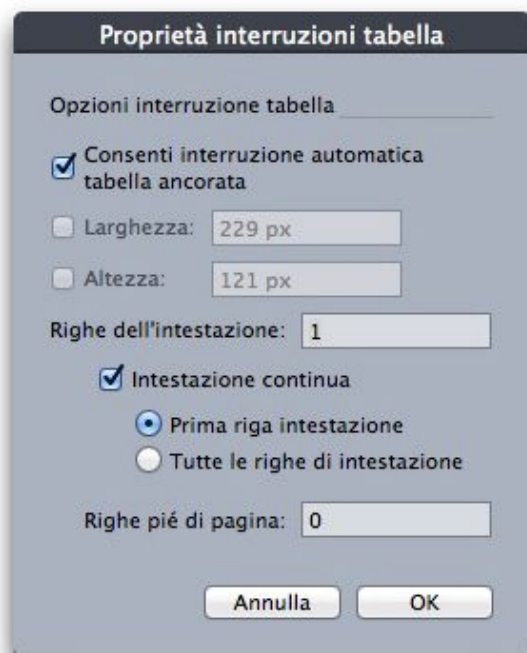 Proprietà interruzioni tabella
Opzioni interruzione tabella
Consenti interruzione automatica
tabella ancorata
Larghezza: 229 px
Altezza: 121 px
Righe dell'intestazione: 1
Intestazione continua
Prima riga intestazione
Tutte le righe di intestazione
Righe pié di pagina: 0
Annulla OK